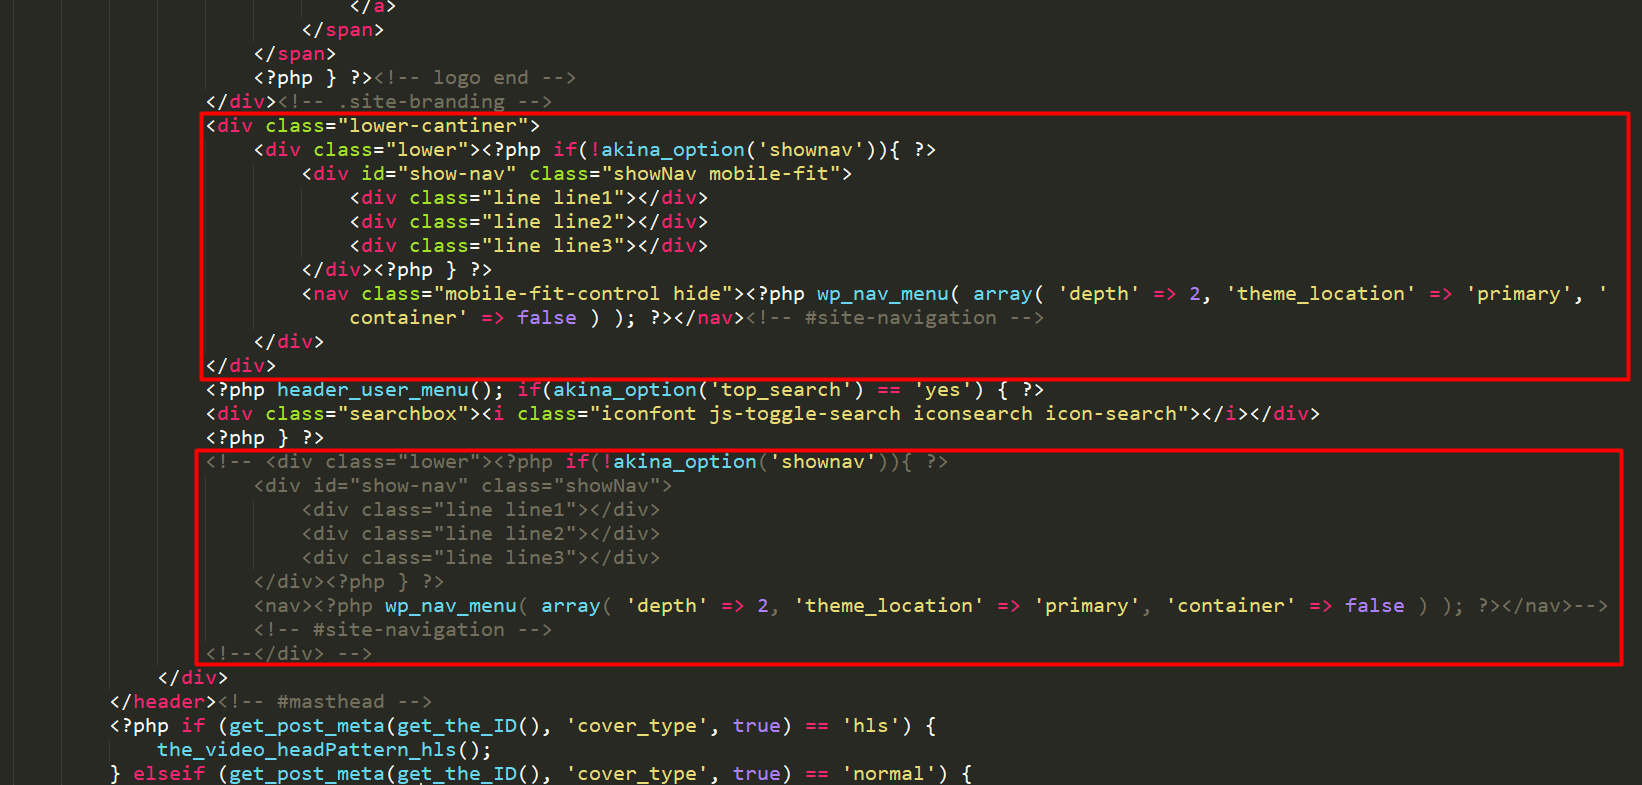 </a>
</span>
</span>
<?php } ?><!-- logo end -->
</div><!-- .site-branding -->
<div class="lower-cantiner">
<div class="lower"><?php if(!akina_option('shownav')){ ?>
<div id="show-nav" class="showNav mobile-fit">
<div class="line line1"></div>
<div class="line line2"></div>
<div class="line line3"></div>
</div><?php } ?>
<nav class="mobile-fit-control hide"><?php wp_nav_menu( array( 'depth' => 2, 'theme_location' => 'primary', '
container' => false ) ); ?></nav><!-- #site-navigation -->
</div>
</div>
<?php header_user_menu(); if(akina_option('top_search') == 'yes') { ?>
<div class="searchbox"><i class="iconfont js-toggle-search iconsearch icon-search"></i></div>
<?php } ?>
<!-- <div class="lower"><?php if(!akina_option('shownav')){ ?>
<div id="show-nav" class="showNav">
<div class="line line1"></div>
<div class="line line2"></div>
<div class="line line3"></div>
</div><?php } ?>
<nav><?php wp_nav_menu( array( 'depth' => 2, 'theme_location' => 'primary', 'container' => false ) ); ?></nav>-->
<!-- #site-navigation -->
<!--</div> -->
</div>
</header><!-- #masthead -->
<?php if (get_post_meta(get_the_ID(), 'cover_type', true) == 'hls') {
the_video_headPattern_hls();
} elseif (get_post_meta(get_the_ID(), 'cover_type', true) == 'normal') {